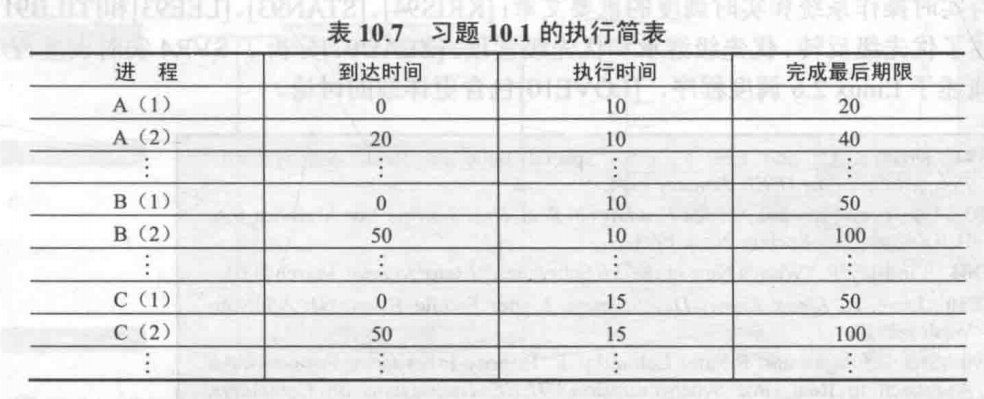 表 10.7 习题 10.1 的执行简表
进 程 到达时间 执行时间 完成最后期限
A（1） 0 10 20
A（2） 20 10 40
⋮ ⋮ ⋮ ⋮
B（1） 0 10 50
B（2） 50 10 100
⋮ ⋮ ⋮ ⋮
C（1） 0 15 50
C（2） 50 15 100
⋮ ⋮ ⋮ ⋮